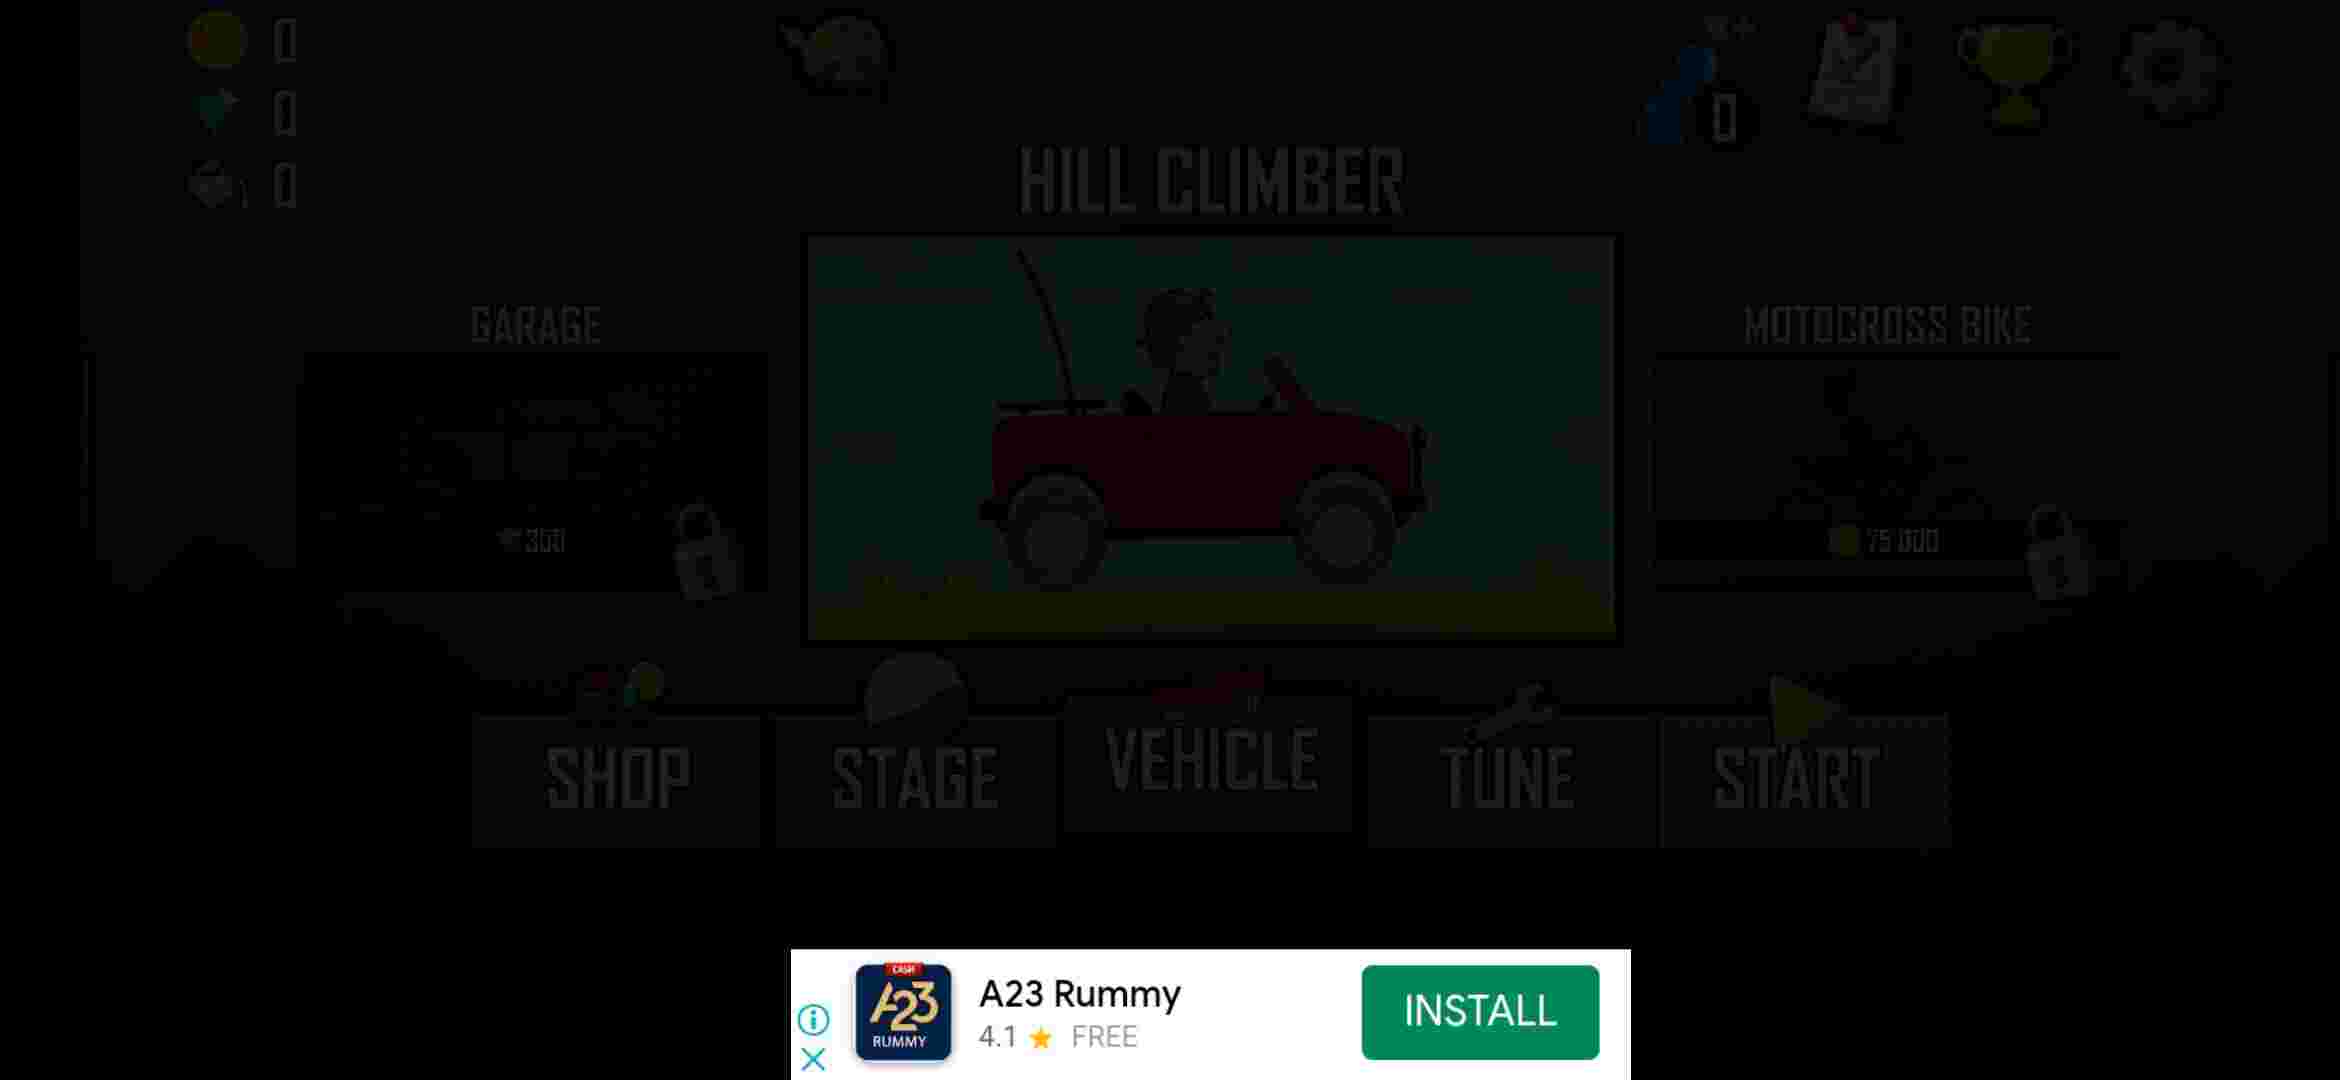 0
0
0
0
HILL CLIMBER
GARAGE
MOTOCROSS BIKE
300
75 000
SHOP
STAGE
VEHICLE
TUNE
START
CASH
A23
RUMMY
A23 Rummy
4.1 ★ FREE
INSTALL